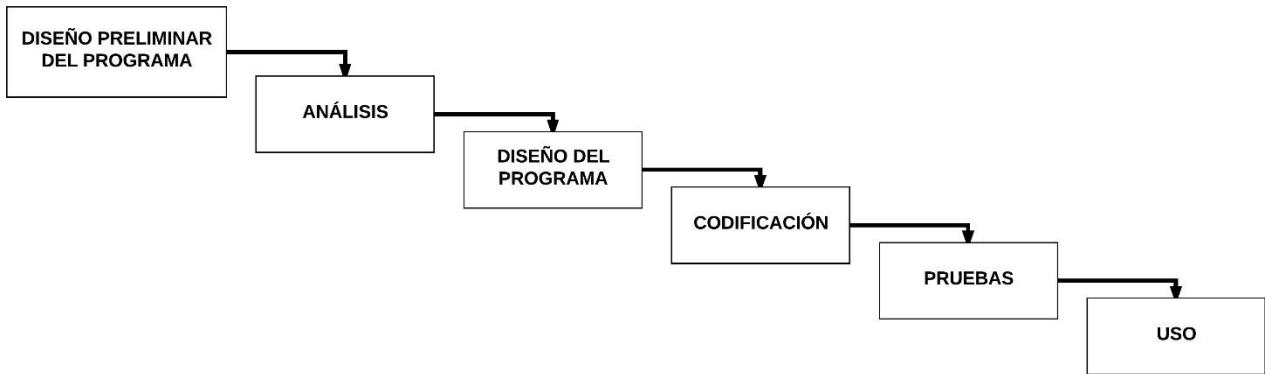 DISEÑO PRELIMINAR
DEL PROGRAMA
ANÁLISIS
DISEÑO DEL
PROGRAMA
CODIFICACIÓN
PRUEBAS
USO